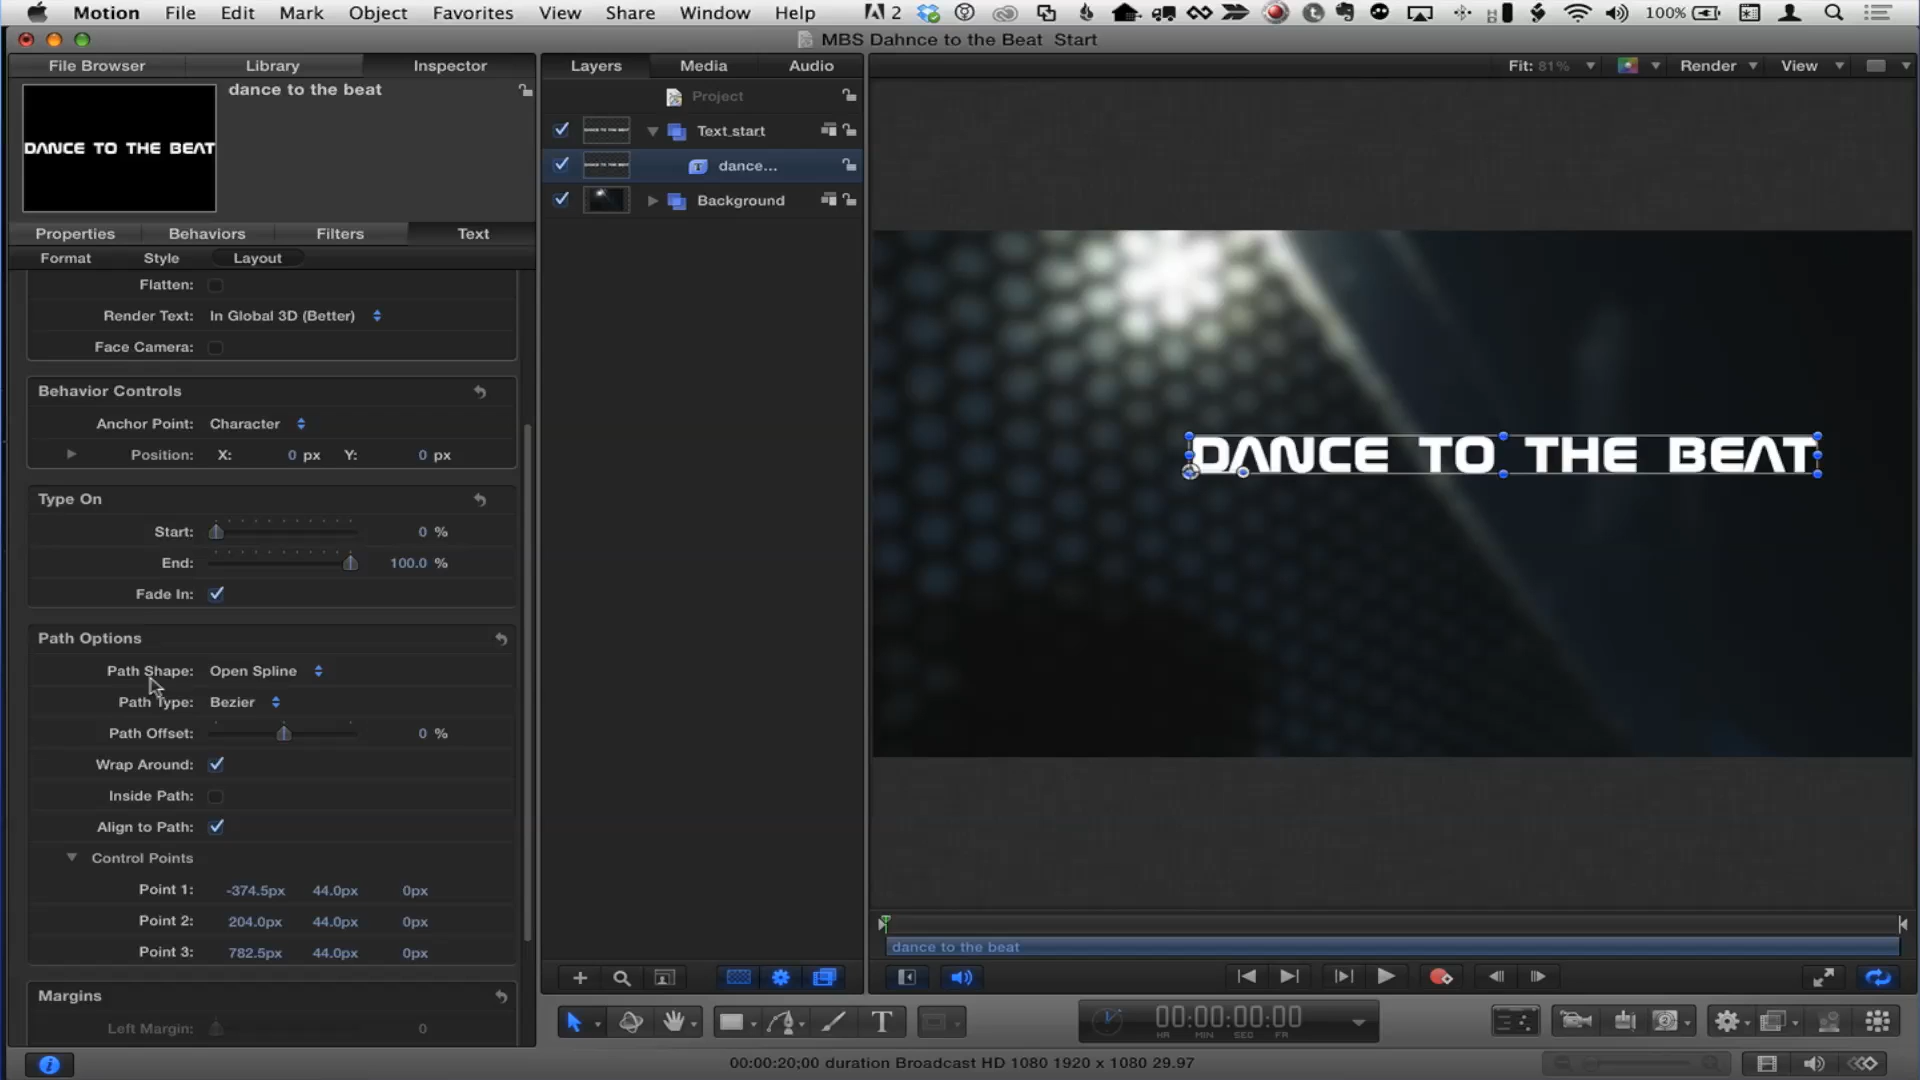 Motion File Edit Mark Object Favorites View Share Window Help 2 100%
MBS Dahnce to the Beat Start
File Browser Library Inspector
dance to the beat
DANCE TO THE BEAT
Properties Behaviors Filters Text
Format Style Layout
Flatten:
Render Text: In Global 3D (Better)
Face Camera:
Behavior Controls
Anchor Point: Character
Position: X: 0 px Y: 0 px
Type On
Start: 0 %
End: 100.0 %
Fade In:
Path Options
Path Shape: Open Spline
Path Type: Bezier
Path Offset: 0 %
Wrap Around:
Inside Path:
Align to Path:
Control Points
Point 1: -374.5px 44.0px 0px
Point 2: 204.0px 44.0px 0px
Point 3: 782.5px 44.0px 0px
Margins
Left Margin: 0
Layers Media Audio
Project
Text_start
dance...
Background
Fit: 81% Render View
DANCE TO THE BEAT
dance to the beat
T
00:00:00:00
HR MIN SEC FR
00:00:20;00 duration Broadcast HD 1080 1920 x 1080 29.97